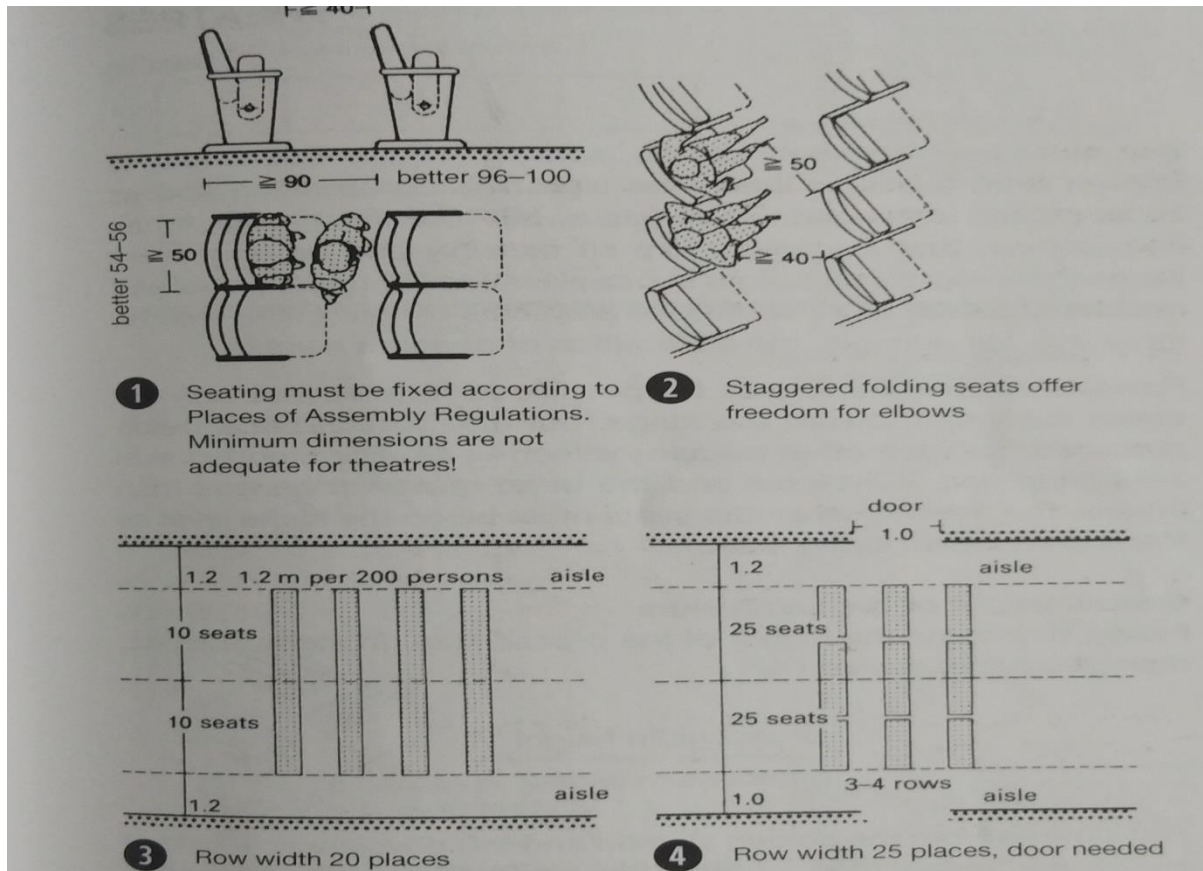 ≧ 40
≧ 90
better 96–100
better 54–56
≧ 50
≧ 50
≧ 40
1 Seating must be fixed according to
Places of Assembly Regulations.
Minimum dimensions are not
adequate for theatres!
2 Staggered folding seats offer
freedom for elbows
1.2 1.2 m per 200 persons aisle
10 seats
10 seats
aisle
1.2
3 Row width 20 places
door
1.0
1.2
aisle
25 seats
25 seats
3–4 rows
1.0
aisle
4 Row width 25 places, door needed